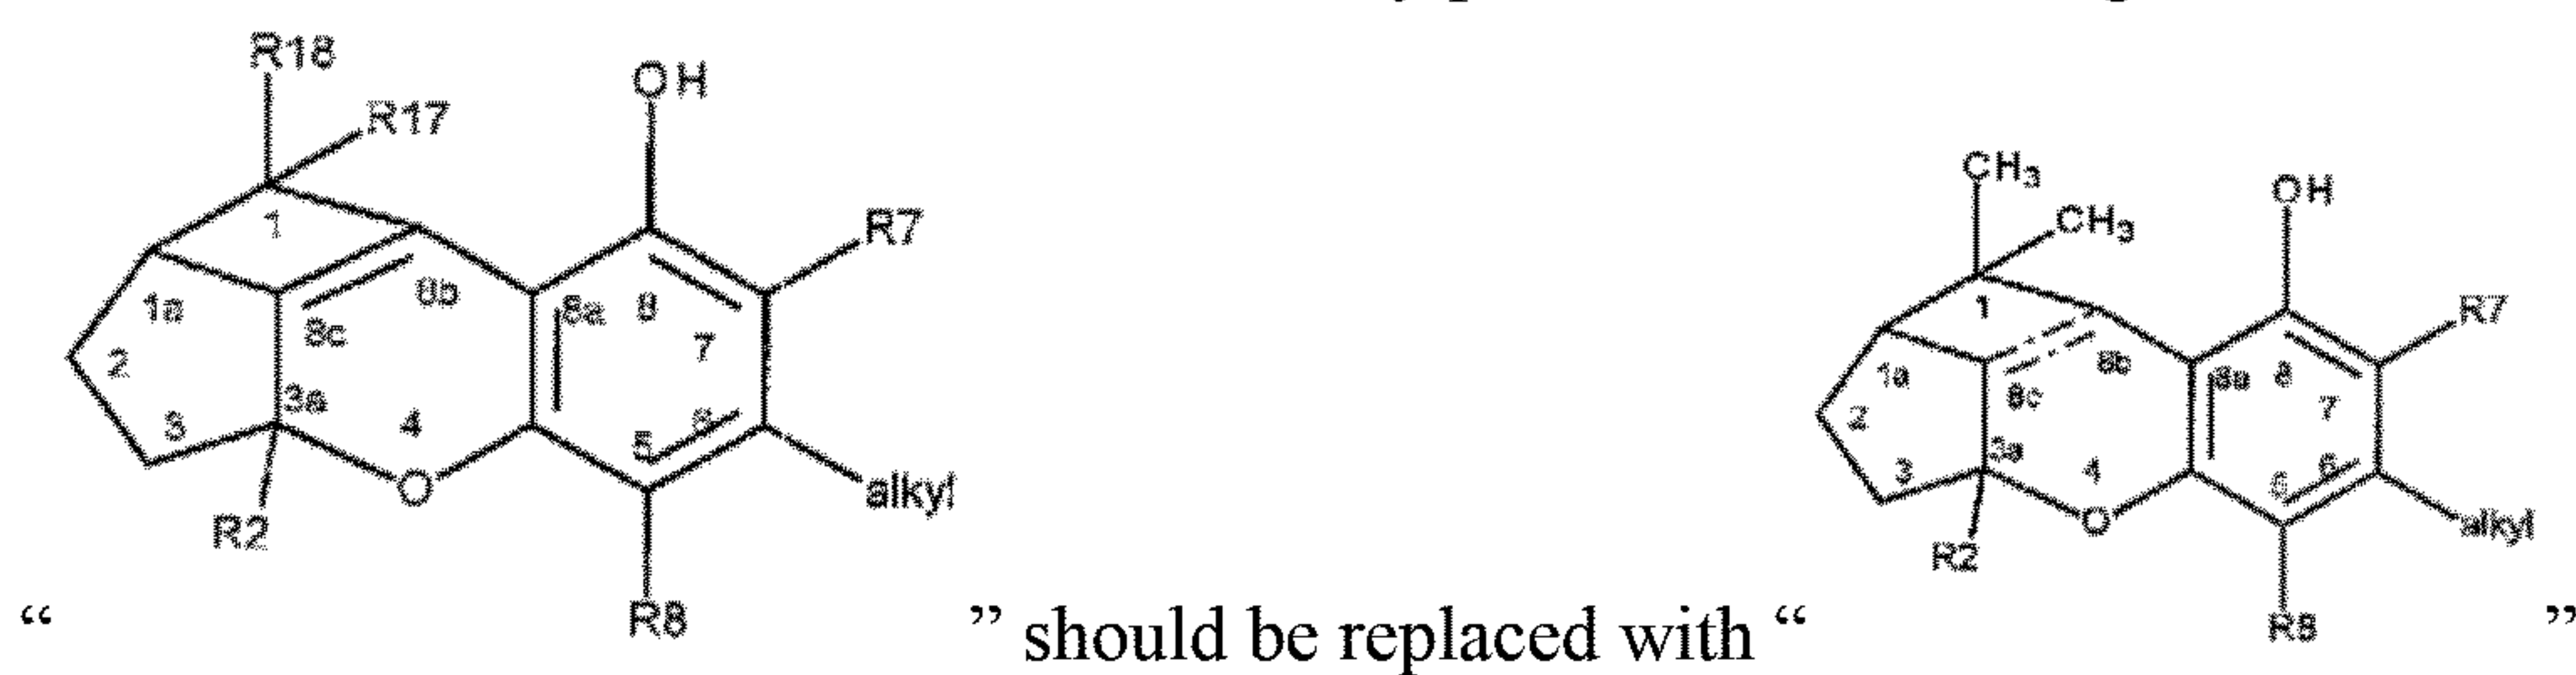 R18
OH
R17
R7
1
1a
8c
8b
8a
8
7
2
3a
3
4
5
6
O
alkyl
R2
R8
CH3
CH3
OH
R7
1
1a
8c
8b
8a
8
7
2
3a
3
4
5
6
O
alkyl
R2
R8
“ ” should be replaced with “ ”